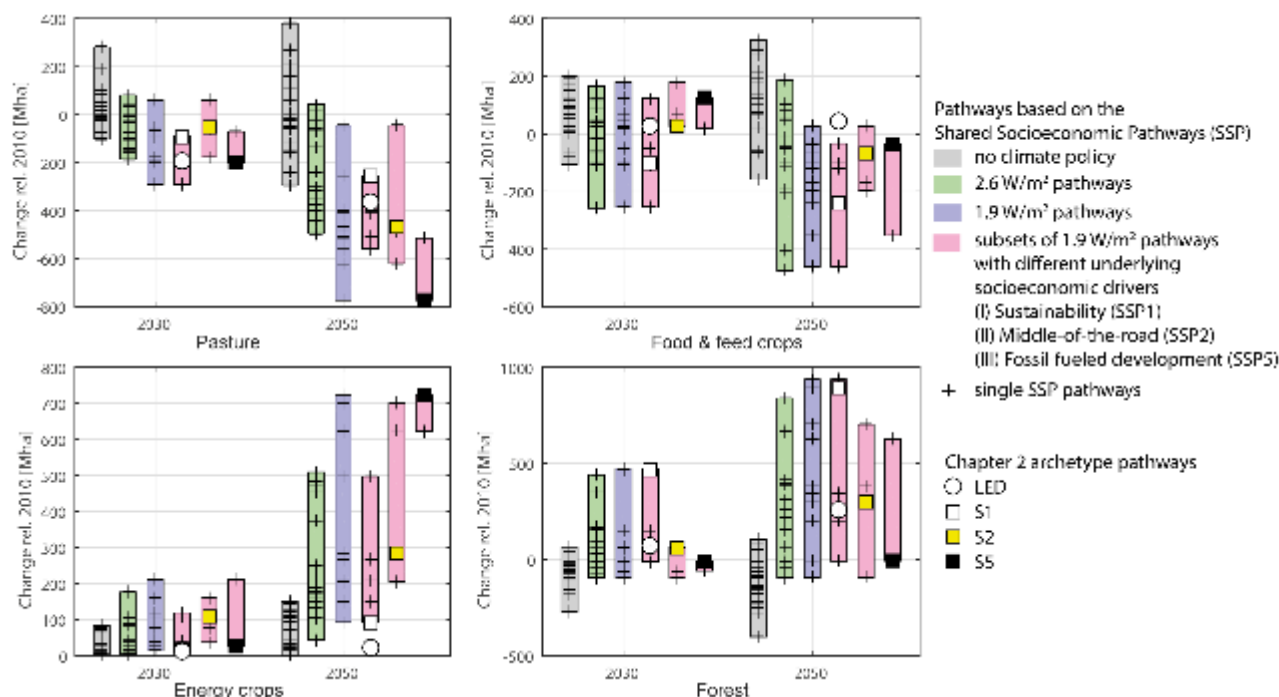 400
200
0
200
400
-600
-800
Change rel. 2010 [Mha]
2030
2050
Pasture
400
200
0
-200
-400
-600
Change rel. 2010 [Mha]
2030
2050
Food & feed crops
800
700
600
500
400
300
200
100
0
Change rel. 2010 [Mha]
2030
2050
Energy crops
1000
500
0
-500
Change rel. 2010 [Mha]
2030
2050
Forest
Pathways based on the
Shared Socioeconomic Pathways (SSP)
no climate policy
2.6 W/m² pathways
1.9 W/m² pathways
subsets of 1.9 W/m² pathways
with different underlying
socioeconomic drivers
(I) Sustainability (SSP1)
(II) Middle-of-the-road (SSP2)
(III) Fossil fueled development (SSP5)
+ single SSP pathways
Chapter 2 archetype pathways
LED
S1
S2
S5